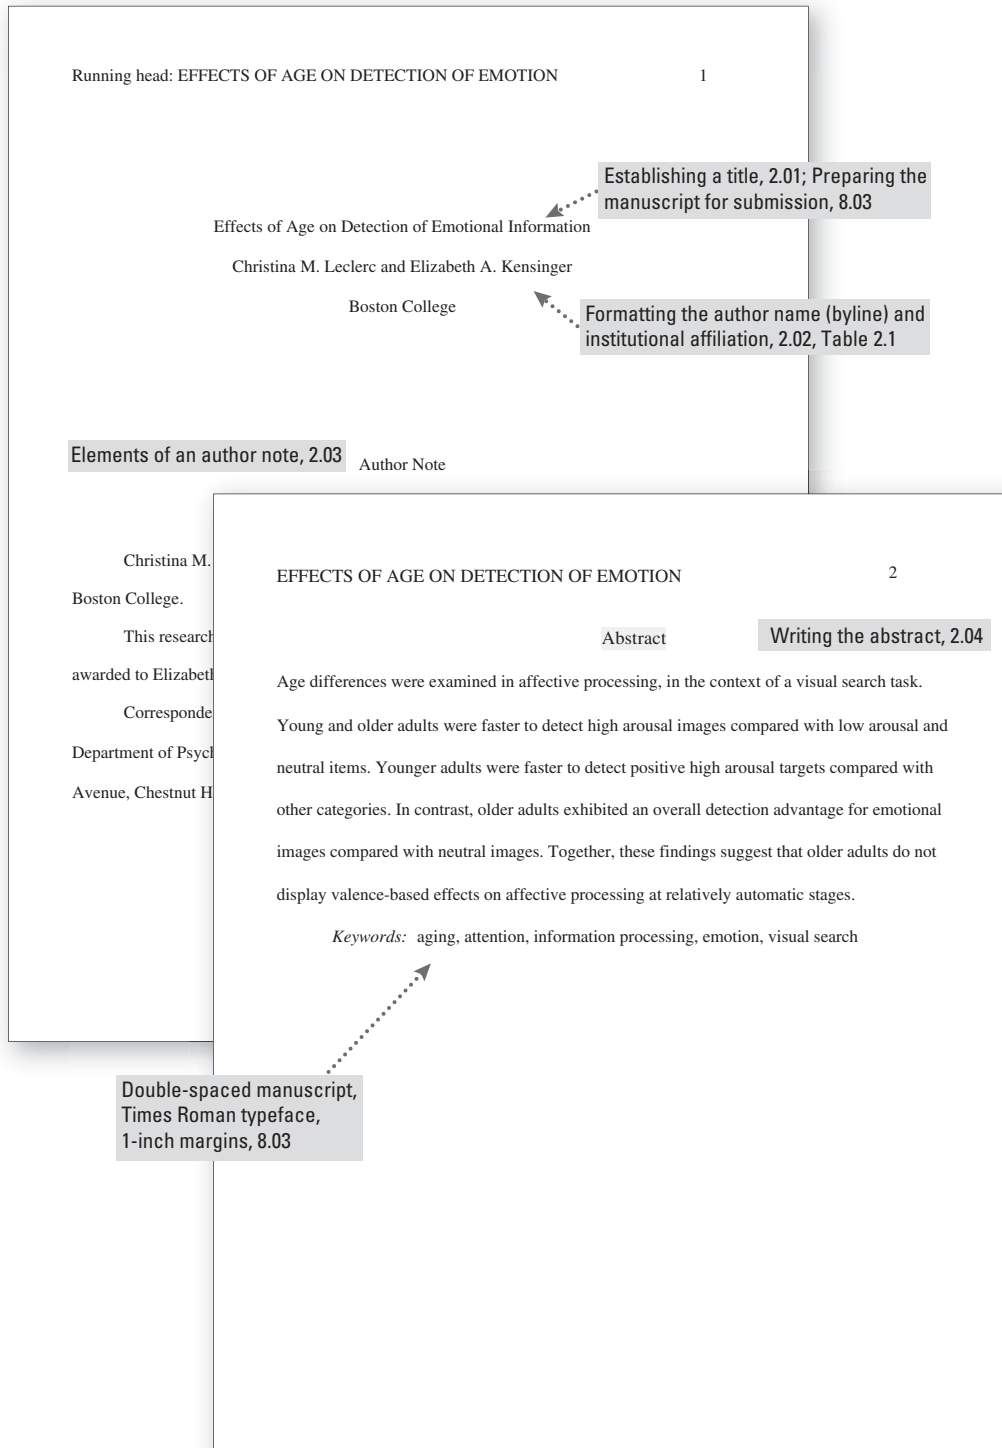 Running head: EFFECTS OF AGE ON DETECTION OF EMOTION 1
Establishing a title, 2.01; Preparing the
manuscript for submission, 8.03
Effects of Age on Detection of Emotional Information
Christina M. Leclerc and Elizabeth A. Kensinger
Boston College
Formatting the author name (byline) and
institutional affiliation, 2.02, Table 2.1
Elements of an author note, 2.03
Author Note
Christina M.
Boston College.
This research
awarded to
Department of
Avenue, Chestnut
EFFECTS OF AGE ON DETECTION OF EMOTION 2
Abstract
Writing the abstract, 2.04
Age differences were examined in affective processing, in the context of a visual search task.
Young and older adults were faster to detect high arousal images compared with low arousal and
neutral items. Younger adults were faster to detect positive high arousal targets compared with
other categories. In contrast, older adults exhibited an overall detection advantage for emotional
images compared with neutral images. Together, these findings suggest that older adults do not
display valence-based effects on affective processing at relatively automatic stages.
Keywords: aging, attention, information processing, emotion, visual search
Double-spaced manuscript,
Times Roman typeface,
1-inch margins, 8.03